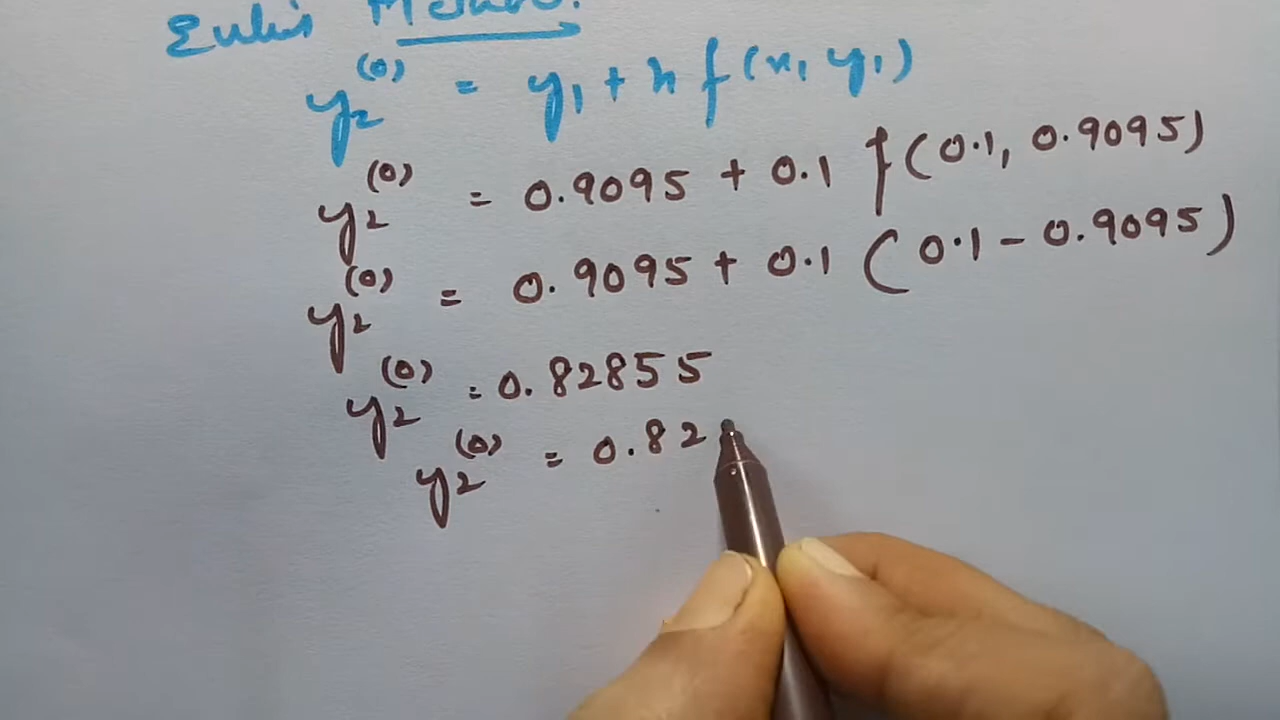 Euler's Method:
y₂⁽⁰⁾ = y₁ + h f(x₁ y₁)
y₂⁽⁰⁾ = 0.9095 + 0.1 f(0.1, 0.9095)
y₂⁽⁰⁾ = 0.9095 + 0.1 (0.1 - 0.9095)
y₂⁽⁰⁾ = 0.82855
y₂⁽⁰⁾ = 0.82